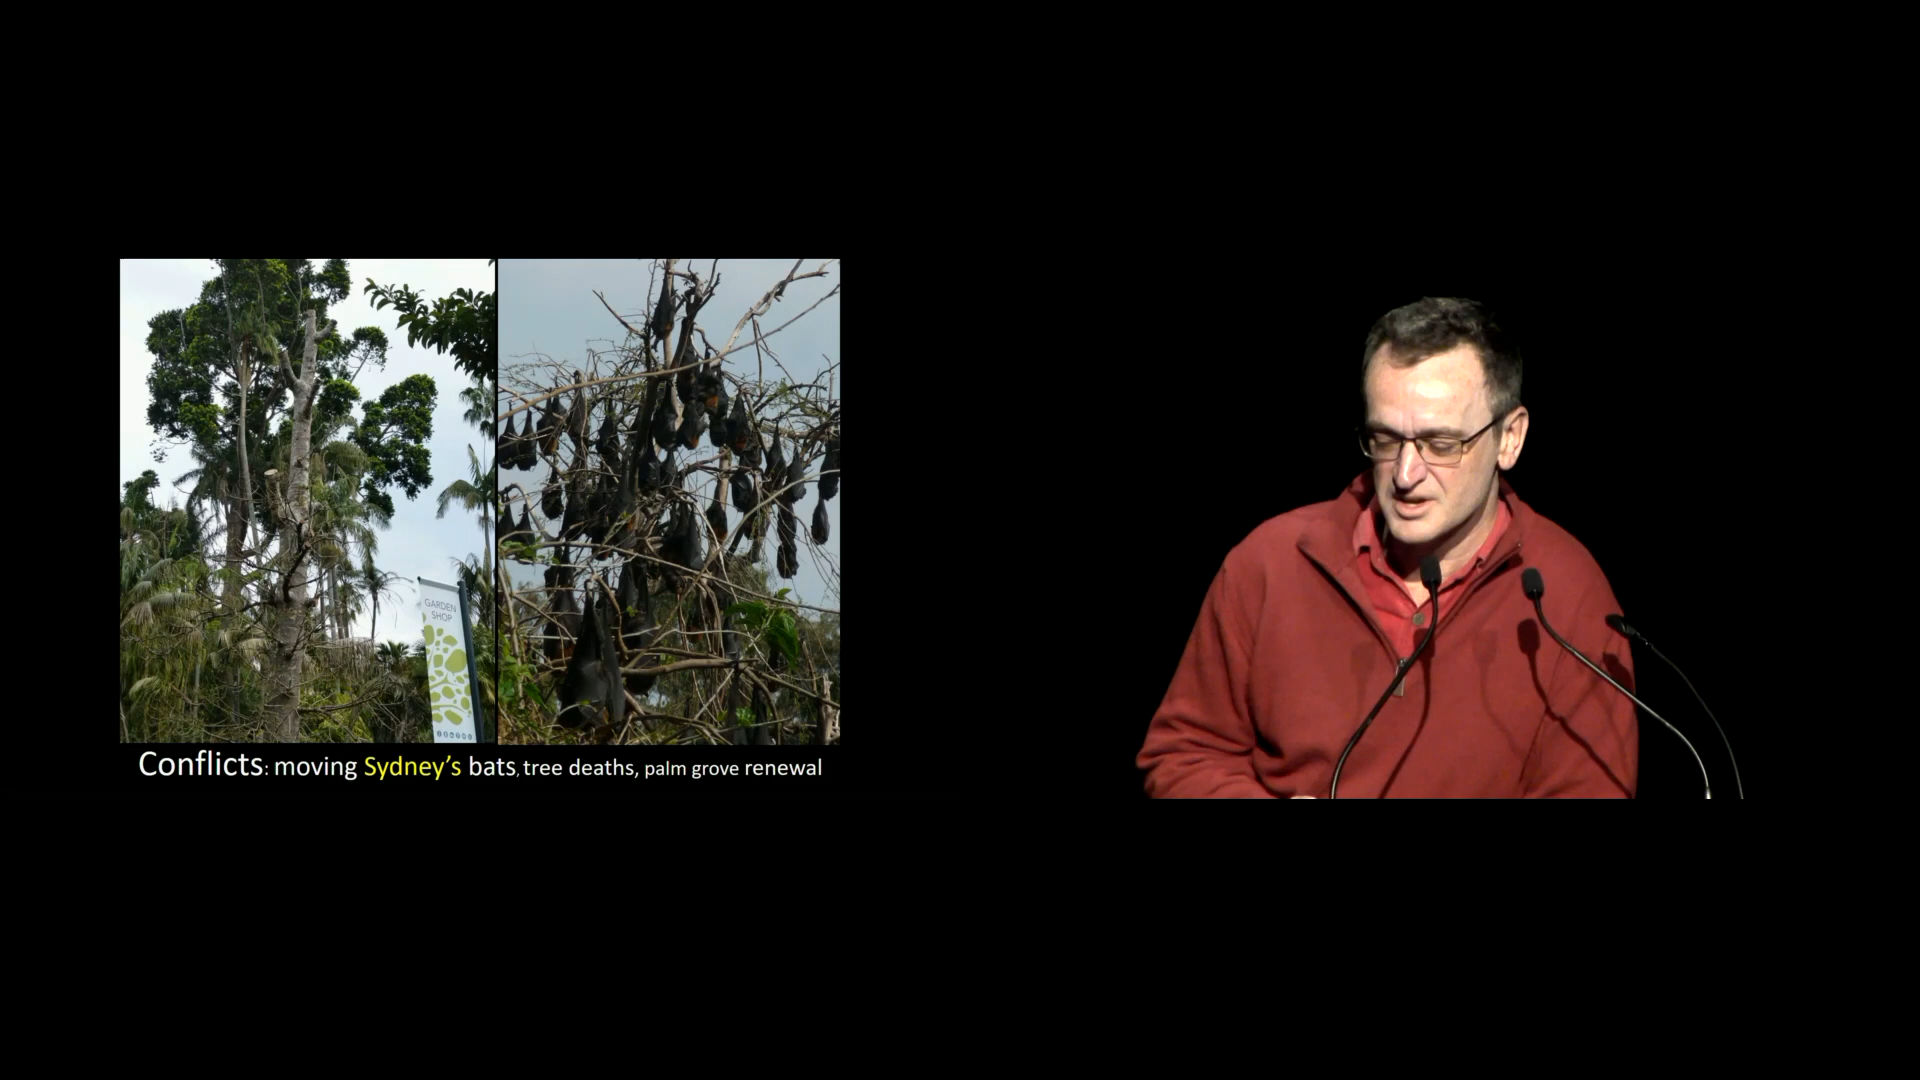 GARDEN
SHOP
Conflicts: moving Sydney's bats, tree deaths, palm grove renewal